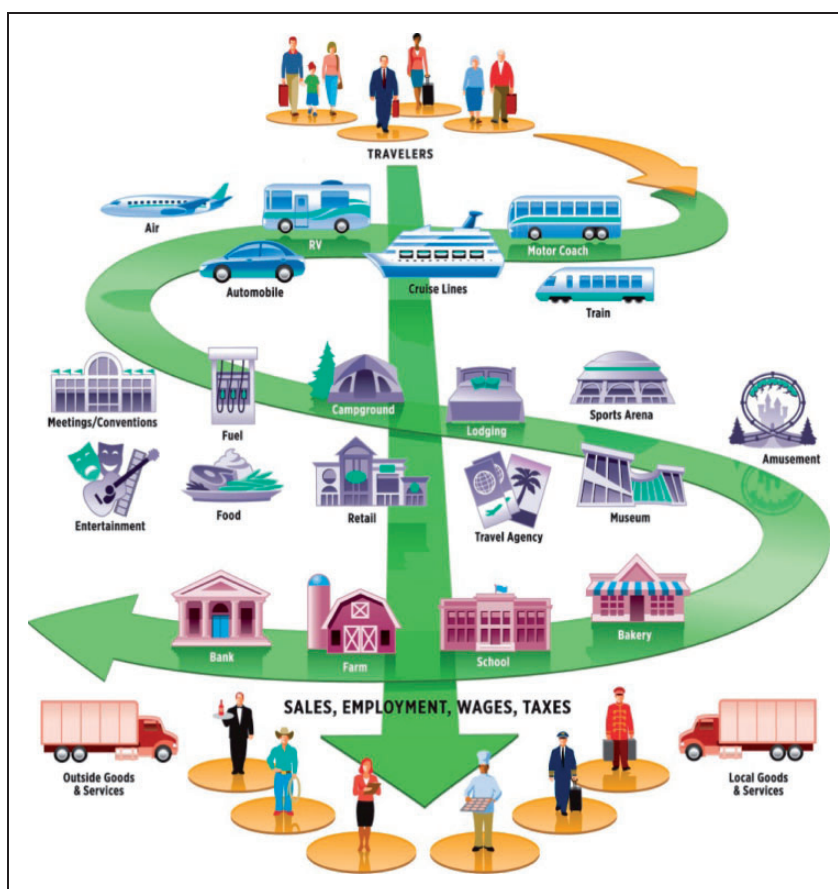 TRAVELERS
Air
RV
Motor Coach
Automobile
Cruise Lines
Train
Meetings/Conventions
Fuel
Campground
Lodging
Sports Arena
Amusement
Entertainment
Food
Retail
Travel Agency
Museum
Bank
Farm
School
Bakery
SALES, EMPLOYMENT, WAGES, TAXES
Outside Goods
& Services
Local Goods
& Services